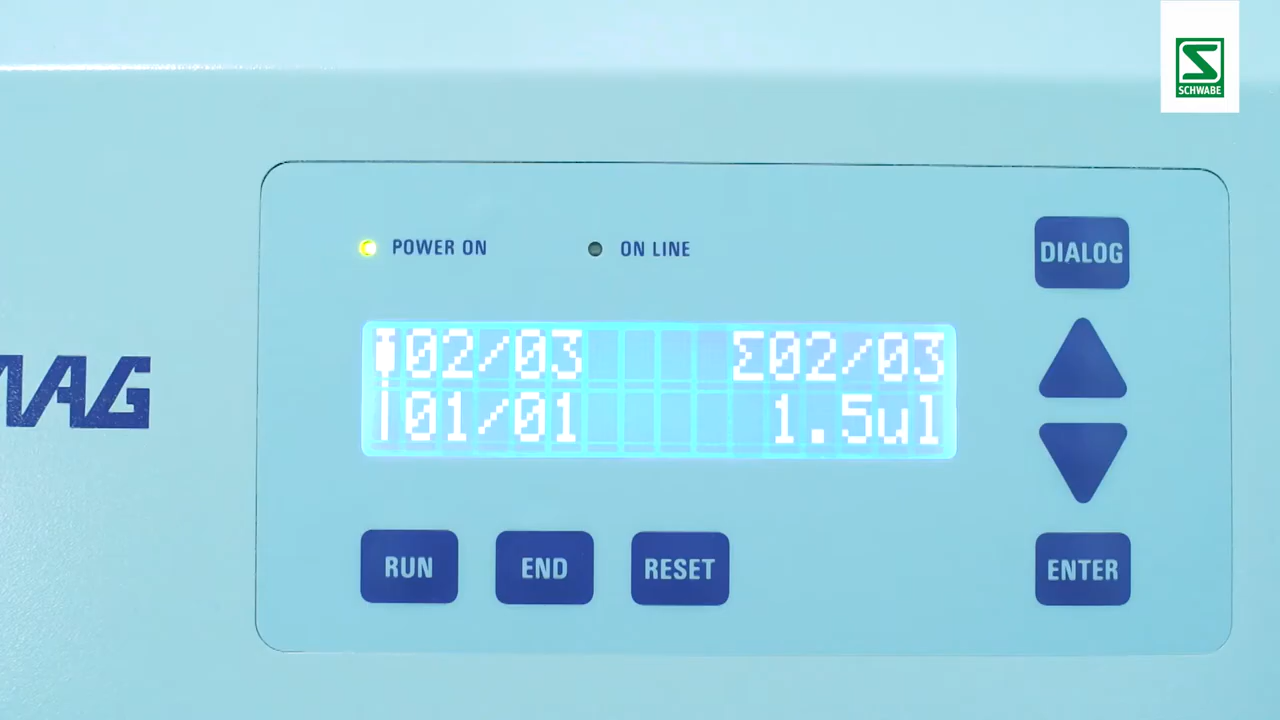 SCHWABE
POWER ON
ON LINE
DIALOG
02/03 Σ02/03
01/01 1.5ul
RUN
END
RESET
ENTER